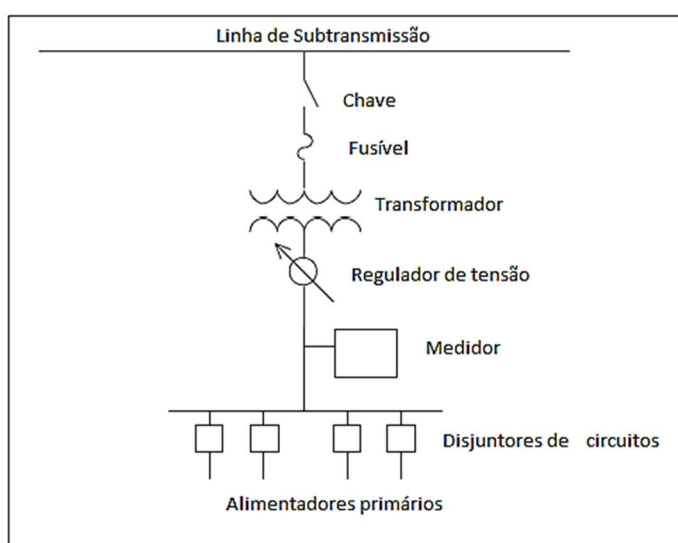 Linha de Subtransmissão
Chave
Fusível
Transformador
Regulador de tensão
Medidor
Disjuntores de circuitos
Alimentadores primários